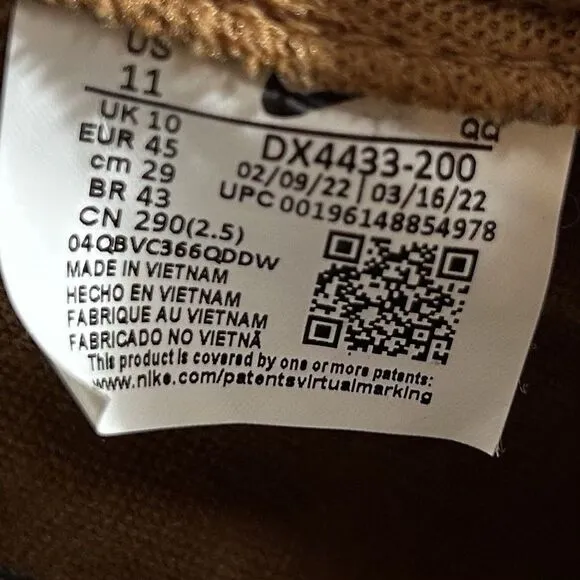 US
11
UK 10
EUR 45
cm 29
BR 43
CN 290(2.5)
04QBVC366QDDW
MADE IN VIETNAM
HECHO EN VIETNAM
FABRIQUE AU VIETNAM
FABRICADO NO VIETNÃ
QQ
DX4433-200
02/09/22 | 03/16/22
UPC 00196148854978
This product is covered by one or more patents:
www.nike.com/patentsvirtualmarking